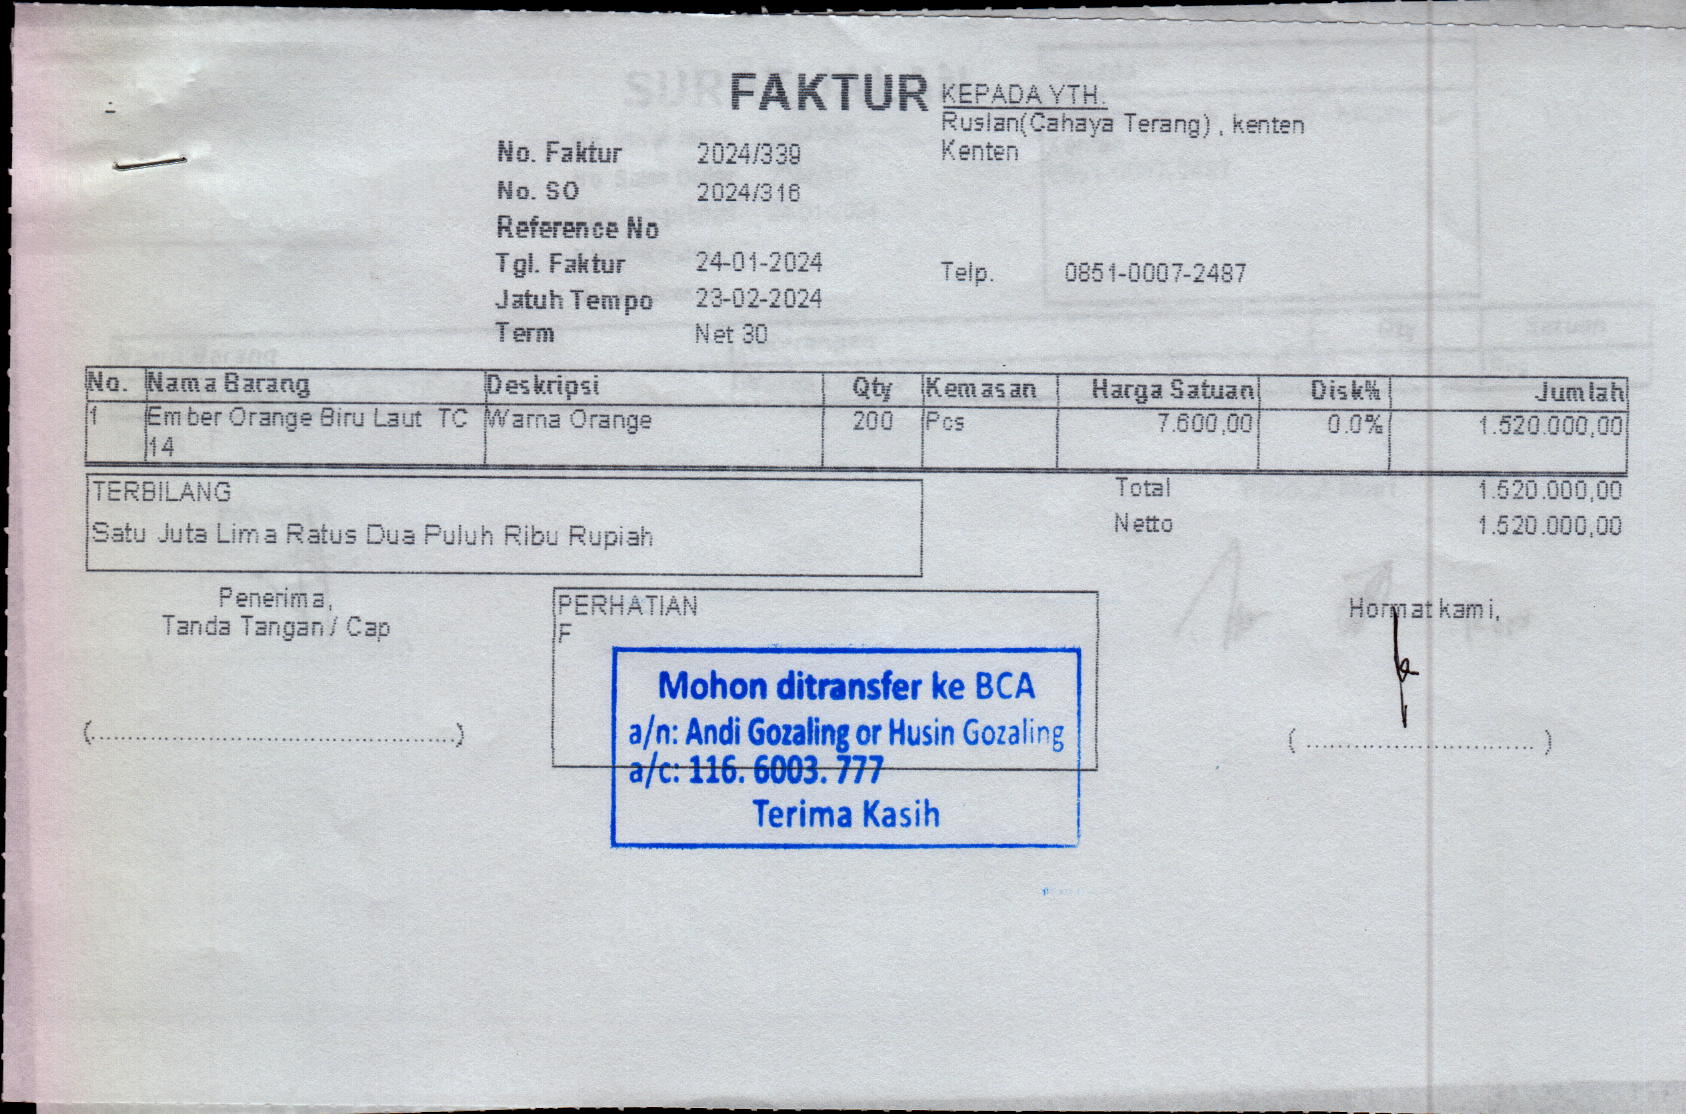 FAKTUR
KEPADA YTH.
Ruslan(Cahaya Terang) , kenten
Kenten
No. Faktur 2024/339
No. SO 2024/316
Reference No
Tgl. Faktur 24-01-2024
Telp. 0851-0007-2487
Jatuh Tempo 23-02-2024
Term Net 30
No. Nama Barang Deskripsi Qty Kemasan Harga Satuan Disk% Jumlah
1 Ember Orange Biru Laut TC Warna Orange 200 Pcs 7.600,00 0.0% 1.520.000,00
14
TERBILANG
Satu Juta Lima Ratus Dua Puluh Ribu Rupiah
Total 1.520.000,00
Netto 1.520.000,00
Penerima,
Tanda Tangan / Cap
(..............................................)
PERHATIAN
F
Mohon ditransfer ke BCA
a/n: Andi Gozaling or Husin Gozaling
a/c: 116. 6003. 777
Terima Kasih
Hormat kami,
( ............................. )